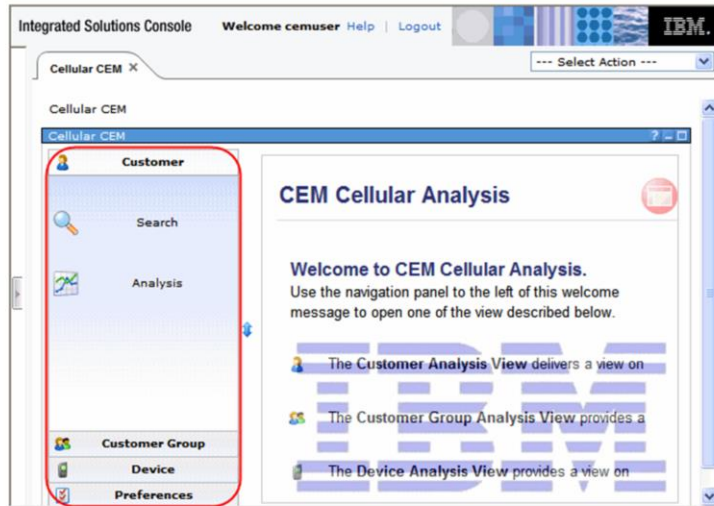 Integrated Solutions Console Welcome cemuser Help | Logout IBM.
Cellular CEM × --- Select Action ---
Cellular CEM
Cellular CEM ? –
Customer
Search
Analysis
Customer Group
Device
Preferences
CEM Cellular Analysis
Welcome to CEM Cellular Analysis.
Use the navigation panel to the left of this welcome
message to open one of the view described below.
The Customer Analysis View delivers a view on
The Customer Group Analysis View provides a
The Device Analysis View provides a view on
IBM